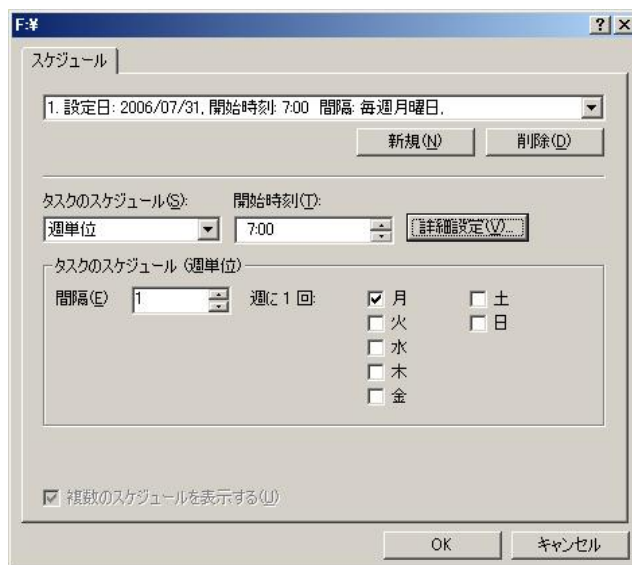 F:¥
スケジュール
1. 設定日: 2006/07/31, 開始時刻: 7:00 間隔: 毎週月曜日,
新規(N) 削除(D)
タスクのスケジュール(S): 開始時刻(T):
週単位 7:00 詳細設定(V)...
タスクのスケジュール (週単位)
間隔(E) 1 週に 1 回: 月 土
火 日
水
木
金
複数のスケジュールを表示する(U)
OK キャンセル